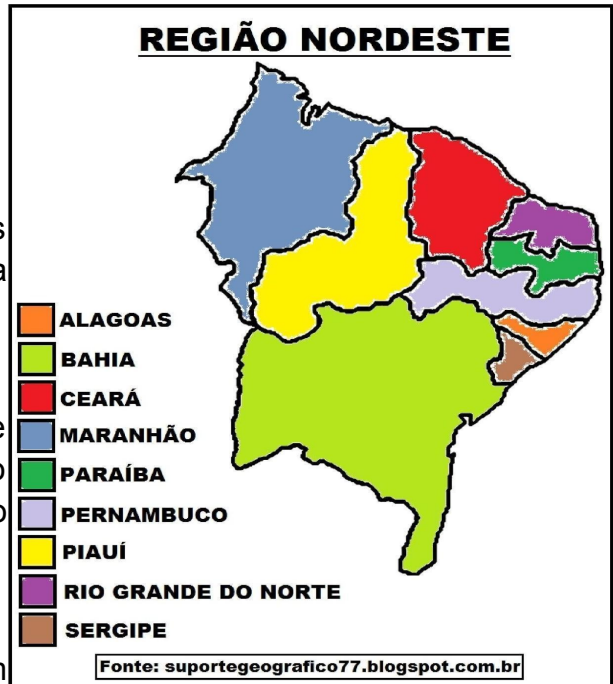 REGIÃO NORDESTE
s
a
ALAGOAS
BAHIA
CEARÁ
e
MARANHÃO
o
PARAÍBA
o
PERNAMBUCO
PIAUÍ
RIO GRANDE DO NORTE
SERGIPE
Fonte: suportegeografico77.blogspot.com.br